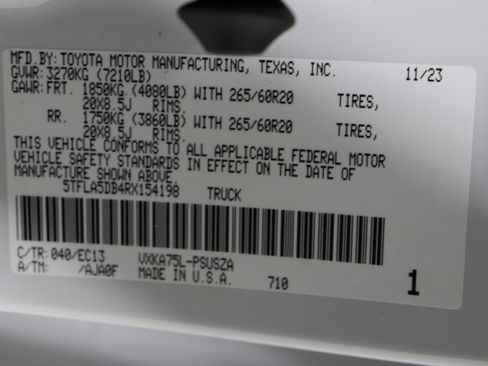 MFD.BY: TOYOTA MOTOR MANUFACTURING, TEXAS, INC. 11/23
GVWR: 3270KG (7210LB)
GAWR: FRT. 1850KG (4080LB) WITH 265/60R20 TIRES,
20X8.5J RIMS.
RR. 1750KG (3860LB) WITH 265/60R20 TIRES,
20X8.5J RIMS.
THIS VEHICLE CONFORMS TO ALL APPLICABLE FEDERAL MOTOR
VEHICLE SAFETY STANDARDS IN EFFECT ON THE DATE OF
MANUFACTURE SHOWN ABOVE.
5TFLA5DB4RX154198 TRUCK
C/TR: 040/EC13 VXKA75L-PSUSZA
A/TM: /AJA0F MADE IN U.S.A. 710 1